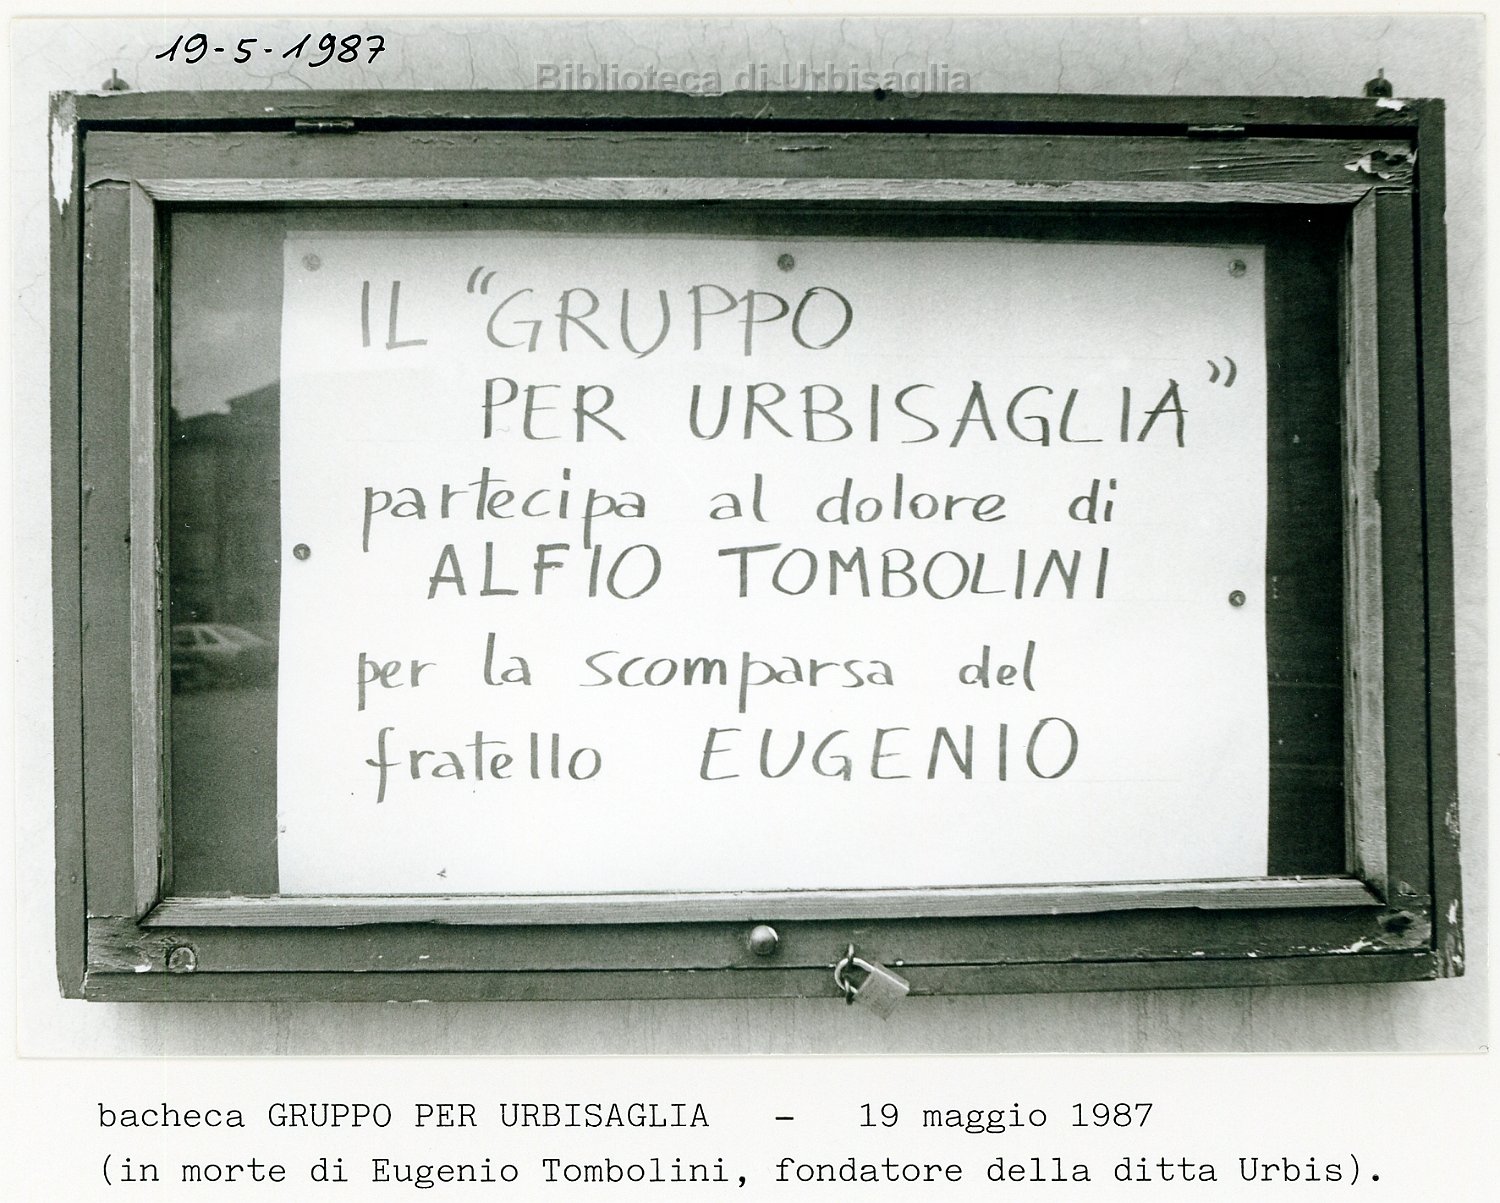 19-5-1987
Biblioteca di Urbisaglia
IL “GRUPPO
PER URBISAGLIA”
partecipa al dolore di
ALFIO TOMBOLINI
per la scomparsa del
fratello EUGENIO
bacheca GRUPPO PER URBISAGLIA – 19 maggio 1987
(in morte di Eugenio Tombolini, fondatore della ditta Urbis).